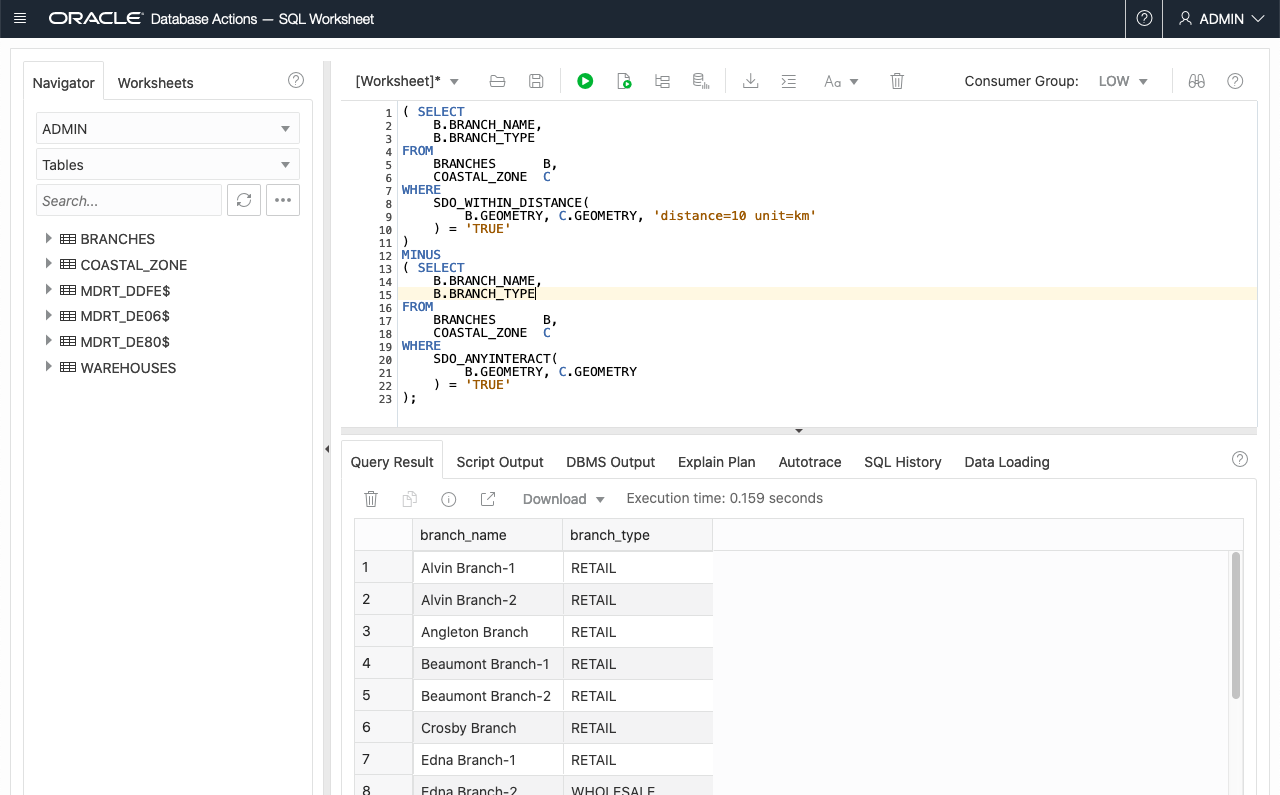 ORACLE Database Actions — SQL Worksheet
ADMIN
Navigator
Worksheets
ADMIN
Tables
Search...
BRANCHES
COASTAL_ZONE
MDRT_DDFE$
MDRT_DE06$
MDRT_DE80$
WAREHOUSES
[Worksheet]*
Aa
Consumer Group: LOW
1 ( SELECT
2 B.BRANCH_NAME,
3 B.BRANCH_TYPE
4 FROM
5 BRANCHES B,
6 COASTAL_ZONE C
7 WHERE
8 SDO_WITHIN_DISTANCE(
9 B.GEOMETRY, C.GEOMETRY, 'distance=10 unit=km'
10 ) = 'TRUE'
11 )
12 MINUS
13 ( SELECT
14 B.BRANCH_NAME,
15 B.BRANCH_TYPE
16 FROM
17 BRANCHES B,
18 COASTAL_ZONE C
19 WHERE
20 SDO_ANYINTERACT(
21 B.GEOMETRY, C.GEOMETRY
22 ) = 'TRUE'
23 );
Query Result Script Output DBMS Output Explain Plan Autotrace SQL History Data Loading
Download Execution time: 0.159 seconds
branch_name branch_type
1 Alvin Branch-1 RETAIL
2 Alvin Branch-2 RETAIL
3 Angleton Branch RETAIL
4 Beaumont Branch-1 RETAIL
5 Beaumont Branch-2 RETAIL
6 Crosby Branch RETAIL
7 Edna Branch-1 RETAIL
8 Edna Branch-2 WHOLESALE